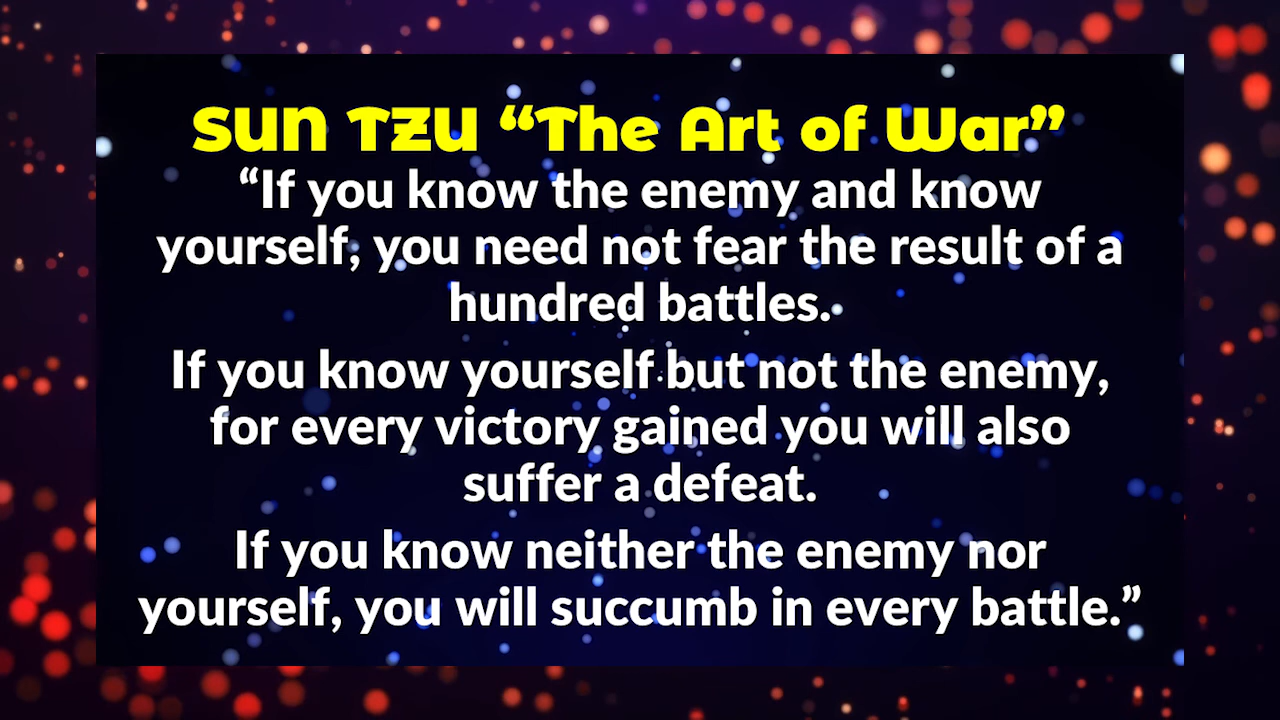 SUN TZU “The Art of War”
“If you know the enemy and know
yourself, you need not fear the result of a
hundred battles.
If you know yourself but not the enemy,
for every victory gained you will also
suffer a defeat.
If you know neither the enemy nor
yourself, you will succumb in every battle.”